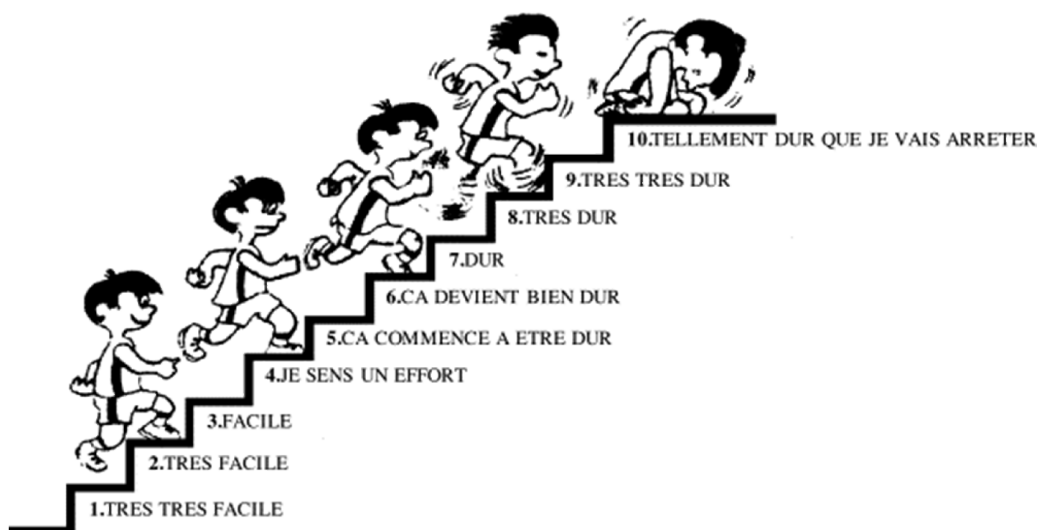 10.TELLEMENT DUR QUE JE VAIS ARRETER
9.TRES TRES DUR
8.TRES DUR
7.DUR
6.CA DEVIENT BIEN DUR
5.CA COMMENCE A ETRE DUR
4.JE SENS UN EFFORT
3.FACILE
2.TRES FACILE
1.TRES TRES FACILE